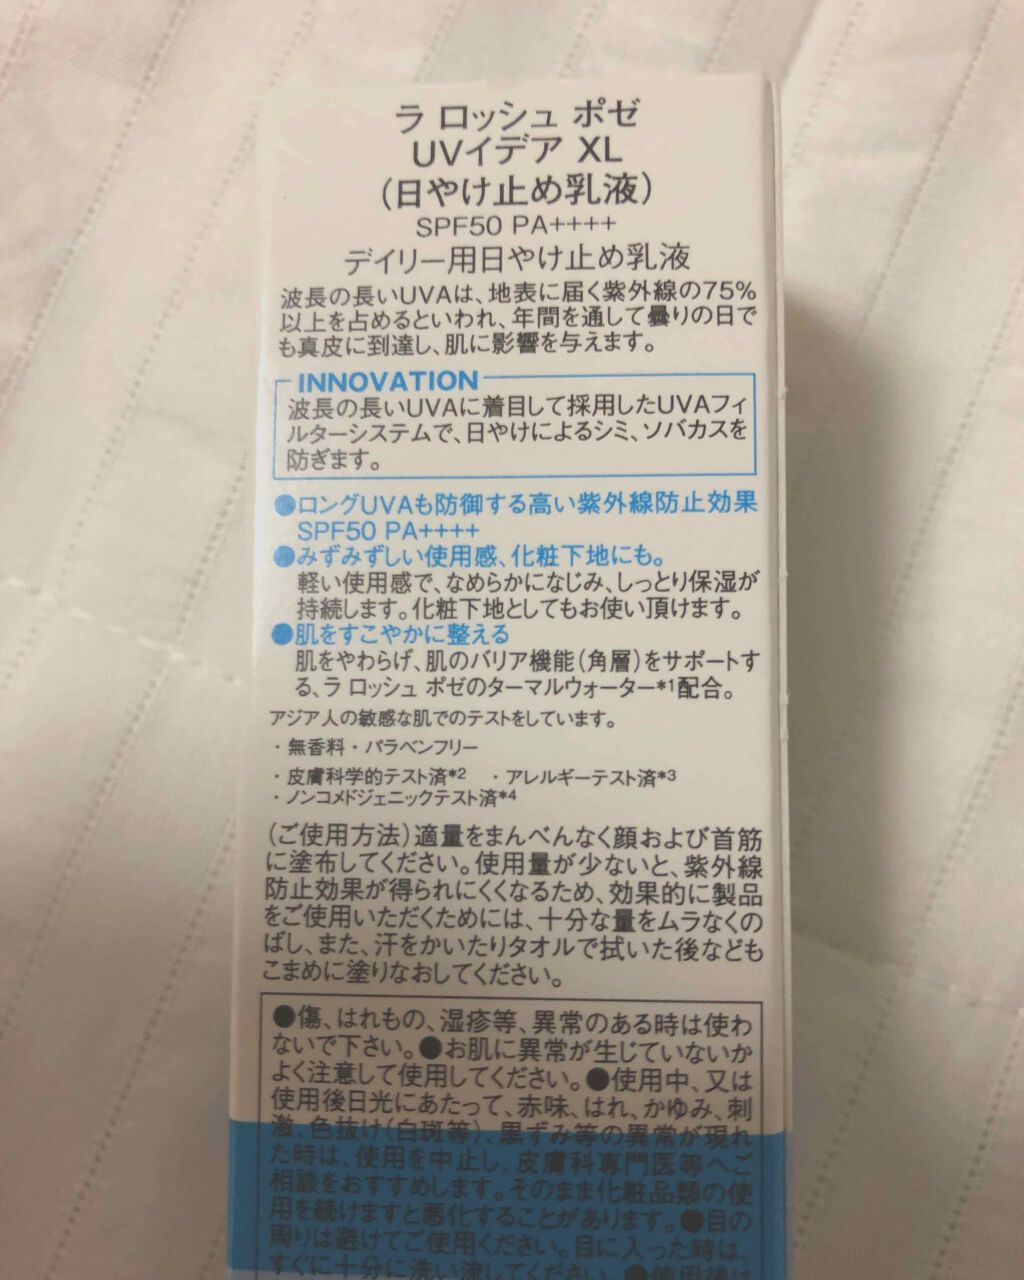 ラ ロッシュ ポゼ
UVイデア XL
(日やけ止め乳液)
SPF50 PA++++
デイリー用日やけ止め乳液
波長の長いUVAは、地表に届く紫外線の75%
以上を占めるといわれ、年間を通して曇りの日で
も真皮に到達し、肌に影響を与えます。
INNOVATION
波長の長いUVAに着目して採用したUVAフィ
ルターシステムで、日やけによるシミ、ソバカスを
防ぎます。
●ロングUVAも防御する高い紫外線防止効果
SPF50 PA++++
●みずみずしい使用感、化粧下地にも。
軽い使用感で、なめらかになじみ、しっとり保湿が
持続します。化粧下地としてもお使い頂けます。
●肌をすこやかに整える
肌をやわらげ、肌のバリア機能(角層)をサポートす
る、ラ ロッシュ ポゼのターマルウォーター*1配合。
アジア人の敏感な肌でのテストをしています。
・無香料・パラベンフリー
・皮膚科学的テスト済*2 ・アレルギーテスト済*3
・ノンコメドジェニックテスト済*4
(ご使用方法)適量をまんべんなく顔および首筋
に塗布してください。使用量が少ないと、紫外線
防止効果が得られにくくなるため、効果的に製品
をご使用いただくためには、十分な量をムラなくの
ばし、また、汗をかいたりタオルで拭いた後なども
こまめに塗りなおしてください。
●傷、はれもの、湿疹等、異常のある時は使わ
ないで下さい。●お肌に異常が生じていないか
よく注意して使用してください。●使用中、又は
使用後日光にあたって、赤味、はれ、かゆみ、刺
激、色抜け(白斑等)、黒ずみ等の異常が現れ
た時は、使用を中止し、皮膚科専門医等へご
相談をおすすめします。そのまま化粧品類の使
用を続けますと悪化することがあります。●目の
周りは避けてご使用ください。目に入った時は、
すぐに十分に洗い流してください。●使用後は